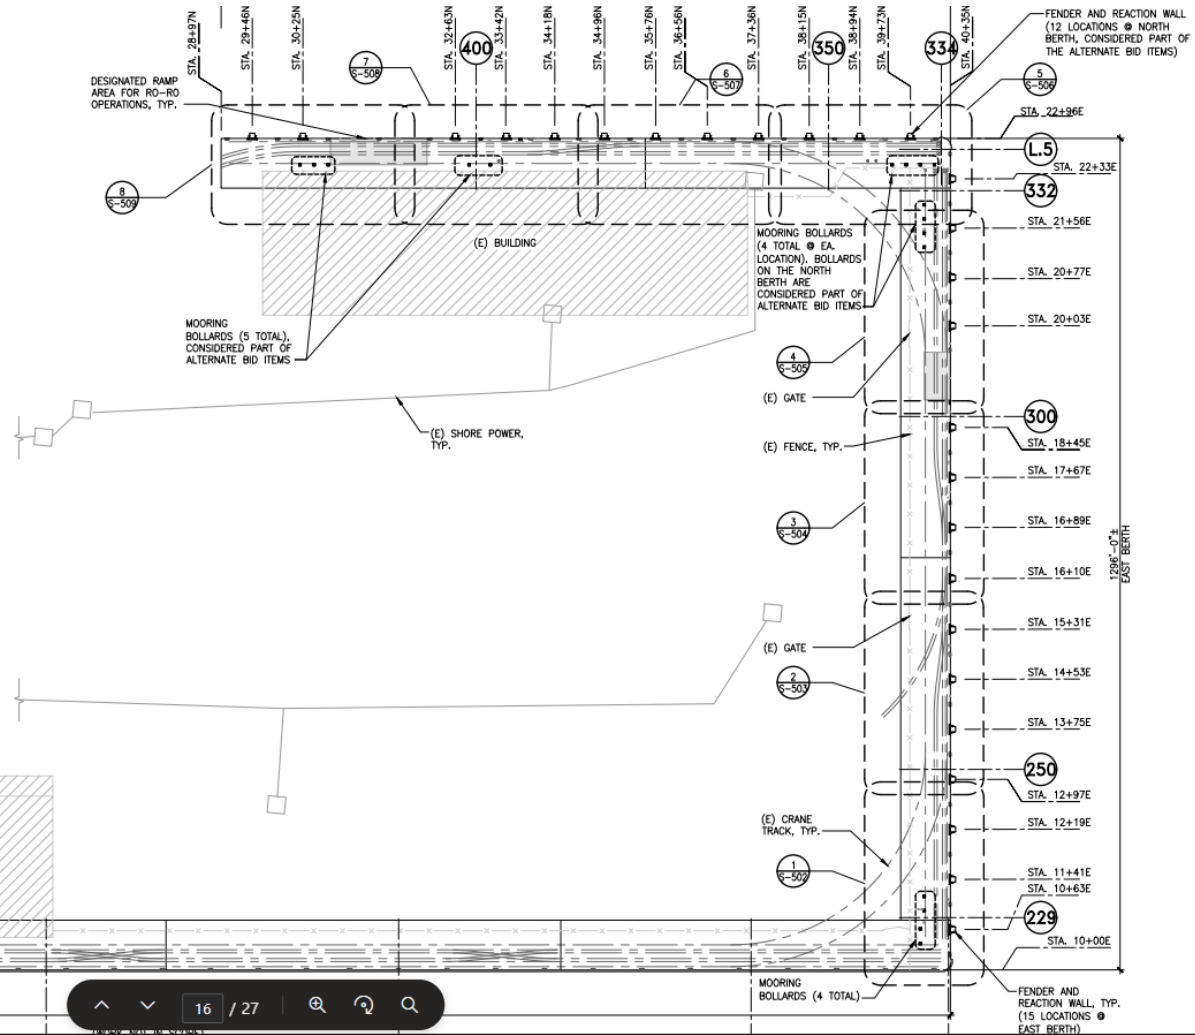 STA. 28+97N
STA. 29+46N
STA. 30+25N
STA. 32+63N
400
STA. 33+42N
STA. 34+18N
STA. 34+96N
STA. 35+76N
STA. 36+56N
STA. 37+36N
STA. 38+15N
350
STA. 38+94N
STA. 39+73N
334
STA. 40+35N
FENDER AND REACTION WALL
(12 LOCATIONS @ NORTH
BERTH, CONSIDERED PART OF
THE ALTERNATE BID ITEMS)
7
S-508
6
S-507
5
S-506
DESIGNATED RAMP
AREA FOR RO-RO
OPERATIONS, TYP.
STA. 22+96E
L.5
STA. 22+33E
332
8
S-509
STA. 21+56E
(E) BUILDING
MOORING BOLLARDS
(4 TOTAL @ EA.
LOCATION). BOLLARDS
ON THE NORTH
BERTH ARE
CONSIDERED PART OF
ALTERNATE BID ITEMS
STA. 20+77E
STA. 20+03E
MOORING
BOLLARDS (5 TOTAL),
CONSIDERED PART OF
ALTERNATE BID ITEMS
4
S-505
(E) GATE
300
(E) SHORE POWER,
TYP.
(E) FENCE, TYP.
STA. 18+45E
STA. 17+67E
3
S-504
STA. 16+89E
1296'-0"±
EAST BERTH
STA. 16+10E
STA. 15+31E
(E) GATE
2
S-503
STA. 14+53E
STA. 13+75E
250
STA. 12+97E
(E) CRANE
TRACK, TYP.
STA. 12+19E
1
S-502
STA. 11+41E
STA. 10+63E
229
STA. 10+00E
MOORING
BOLLARDS (4 TOTAL)
FENDER AND
REACTION WALL, TYP.
(15 LOCATIONS @
EAST BERTH)
16 / 27